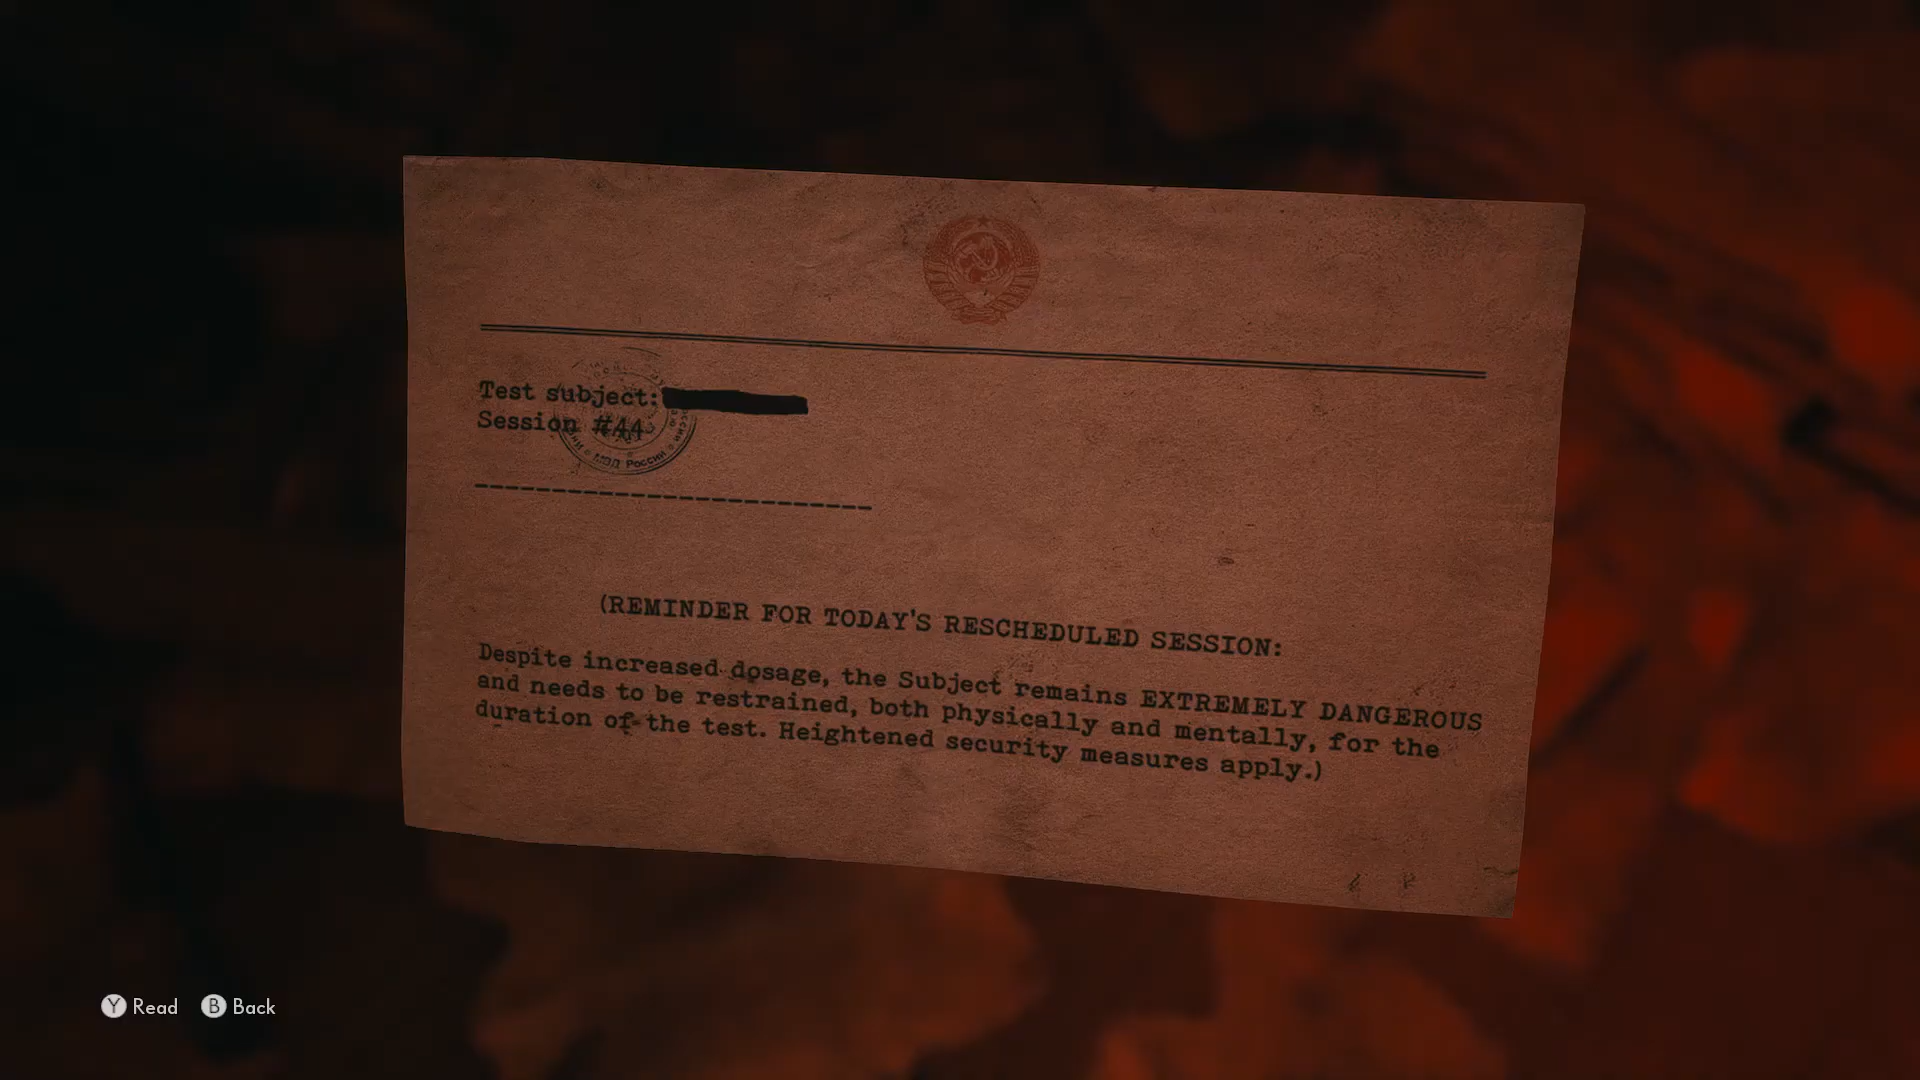 Test subject:
Session #44
МВД России
(REMINDER FOR TODAY'S RESCHEDULED SESSION:
Despite increased dosage, the Subject remains EXTREMELY DANGEROUS
and needs to be restrained, both physically and mentally, for the
duration of the test. Heightened security measures apply.)
Y Read B Back